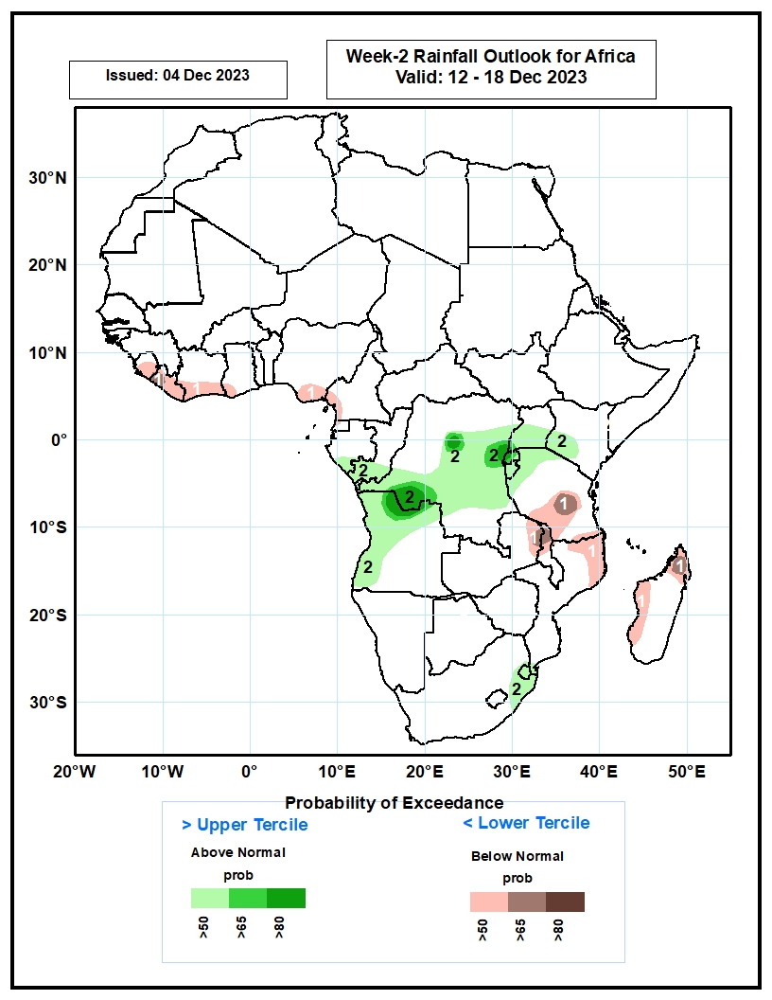 Issued: 04 Dec 2023
Week-2 Rainfall Outlook for Africa
Valid: 12 - 18 Dec 2023
30°N
20°N
10°N
1
1
1
0°
2
2
2
2
2
1
10°S
1
1
2
1
1
20°S
2
30°S
20°W
10°W
0°
10°E
20°E
30°E
40°E
50°E
Probability of Exceedance
> Upper Tercile
< Lower Tercile
Above Normal
Below Normal
prob
prob
>50
>65
>80
>50
>65
>80